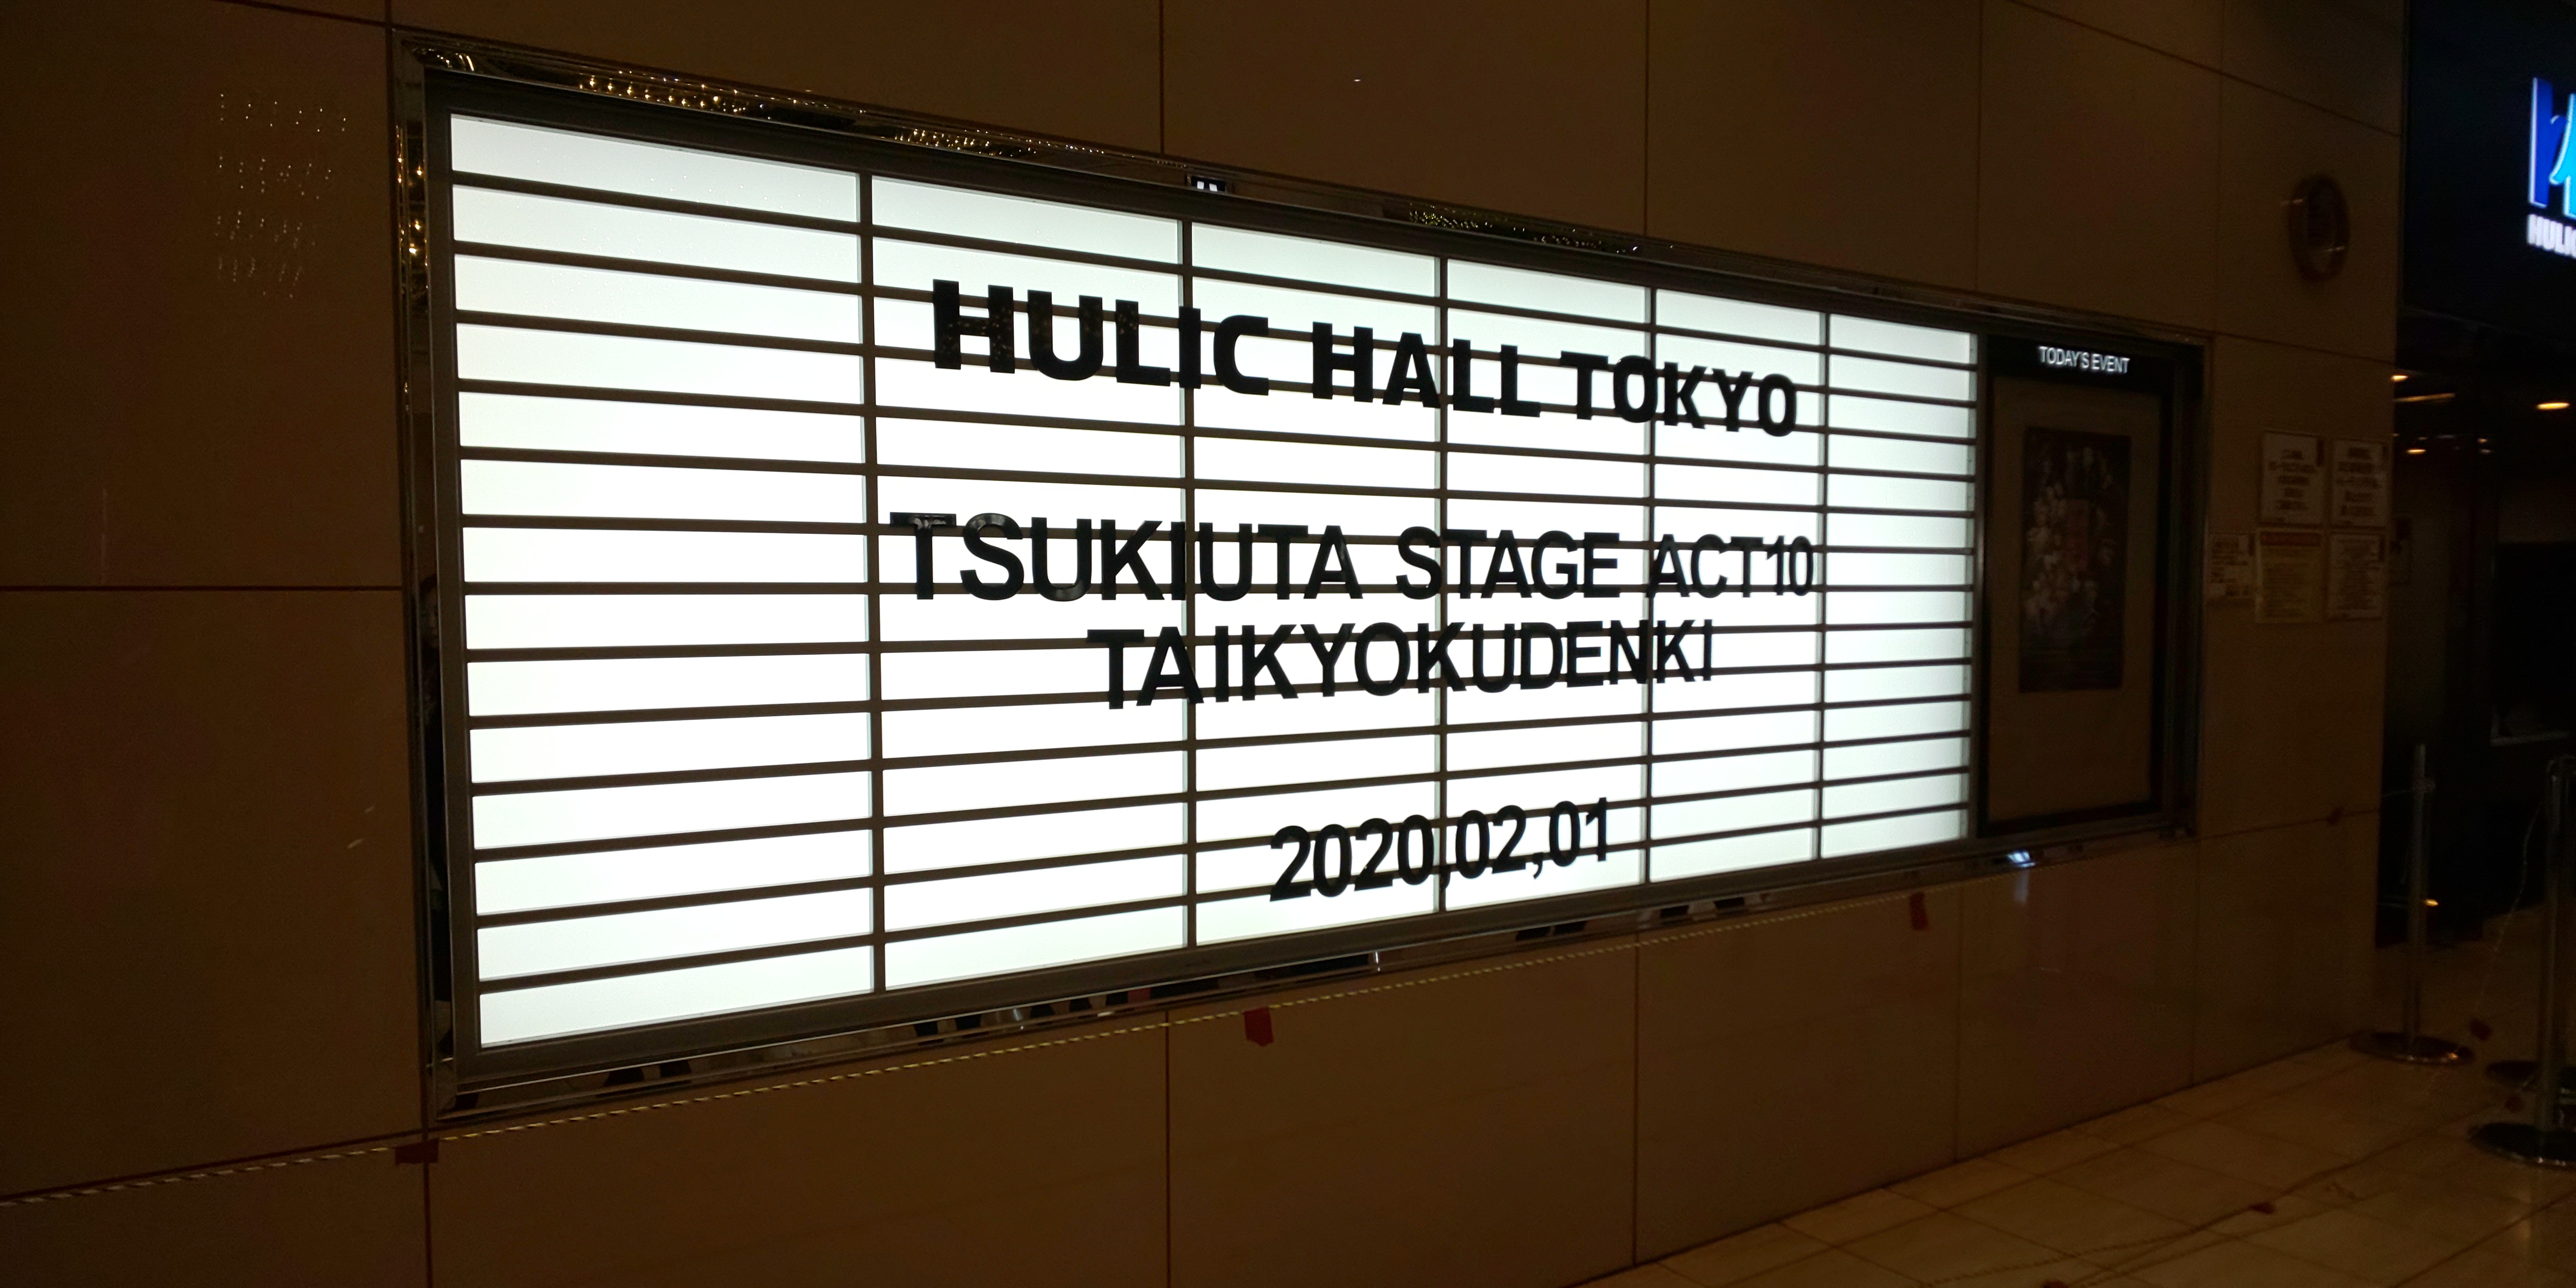 HULIC HALL TOKYO
TSUKIUTA STAGE ACT10
TAIKYOKUDENKI
2020,02,01
TODAY'S EVENT